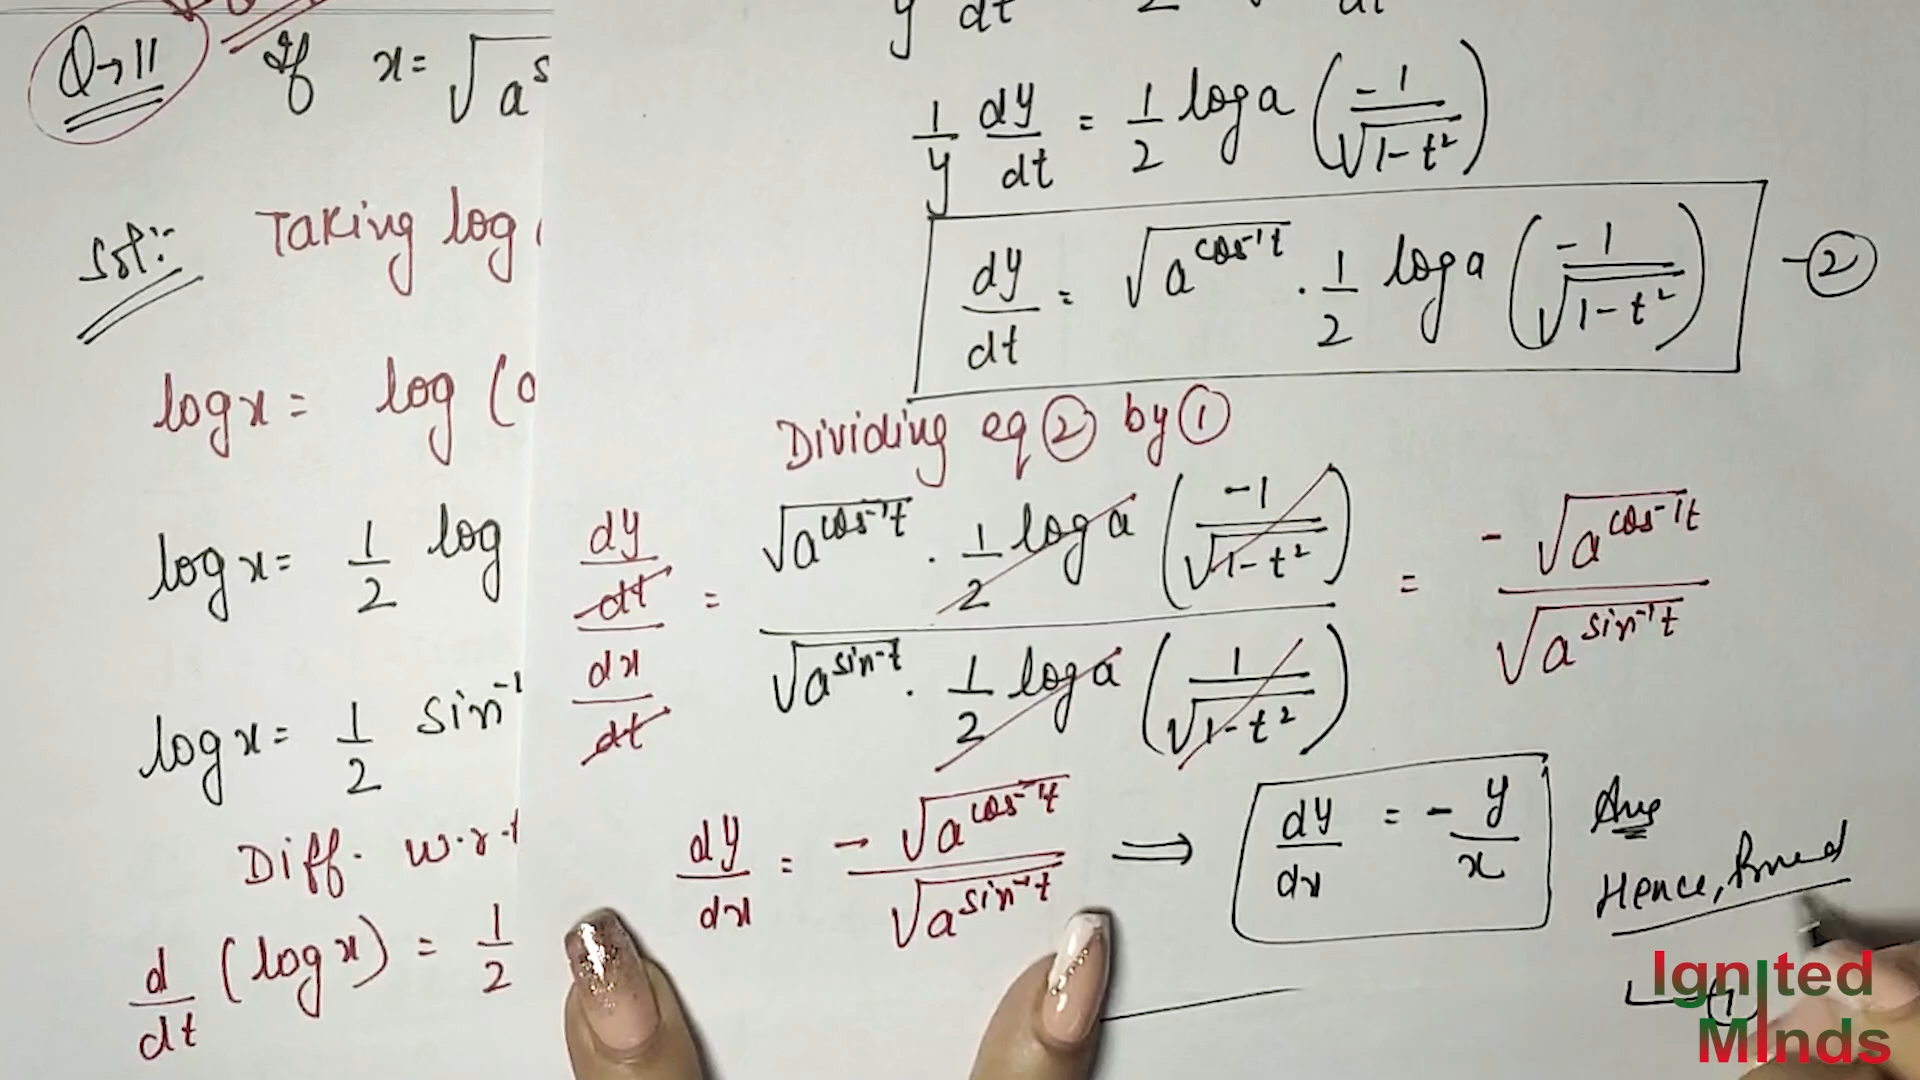 Q→11 If x = √a^s
Sol:-
Taking log
log x = log (a
log x = 1/2 log
log x = 1/2 sin⁻¹
Diff. w.r.t
d/dt (log x) = 1/2
y dt 2 dt
1/y dy/dt = 1/2 log a (-1/√(1-t²))
dy/dt = √(a^(cos⁻¹t)) · 1/2 log a (-1/√(1-t²)) -②
Dividing eq ② by ①
(dy/dt)/(dx/dt) = (√(a^(cos⁻¹t)) · 1/2 log a (-1/√(1-t²)))/(√(a^(sin⁻t)) · 1/2 log a (1/√(1-t²))) = -√(a^(cos⁻¹t))/√(a^(sin⁻¹t))
dy/dx = -√(a^(cos⁻¹t))/√(a^(sin⁻¹t)) ⟹ dy/dx = -y/x Ans
Hence, Proved
Ignited
Minds